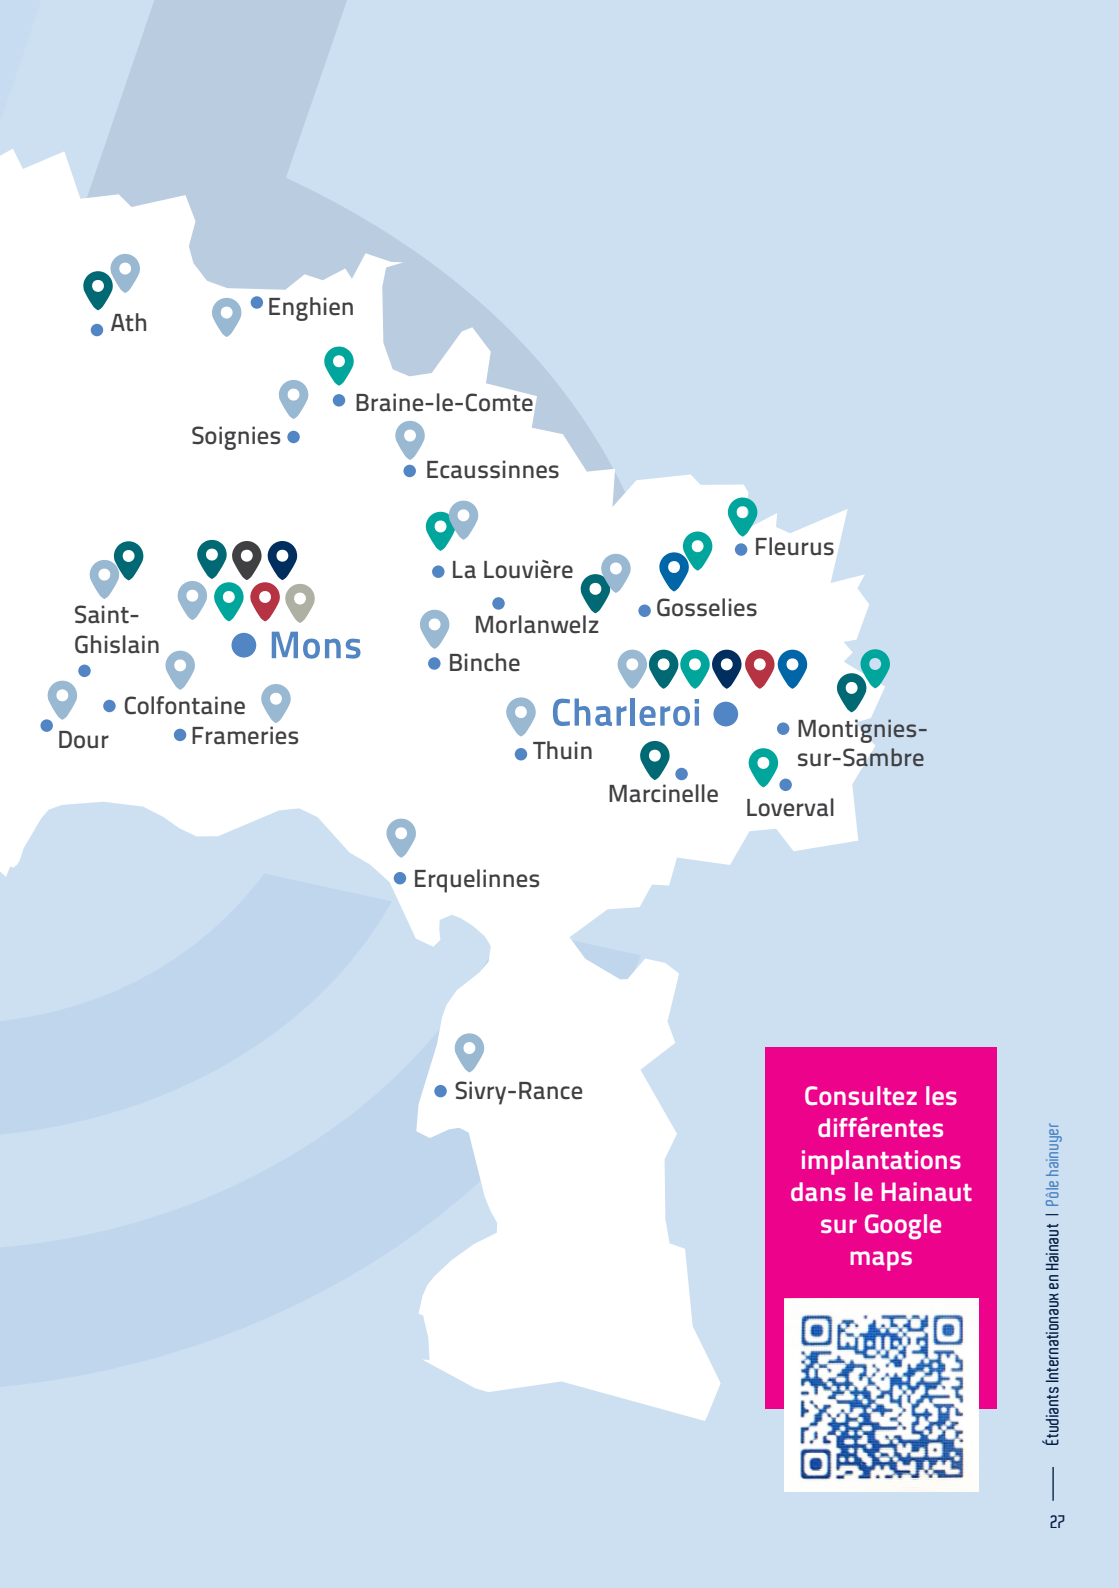 Ath
Enghien
Braine-le-Comte
Soignies
Ecaussinnes
Fleurus
La Louvière
Gosselies
Morlanwelz
Saint-
Ghislain
Mons
Binche
Colfontaine
Charleroi
Dour
Frameries
Thuin
Montignies-
sur-Sambre
Marcinelle
Loverval
Erquelinnes
Sivry-Rance
Consultez les
différentes
implantations
dans le Hainaut
sur Google
maps
Étudiants Internationaux en Hainaut | Pôle hainuyer
27